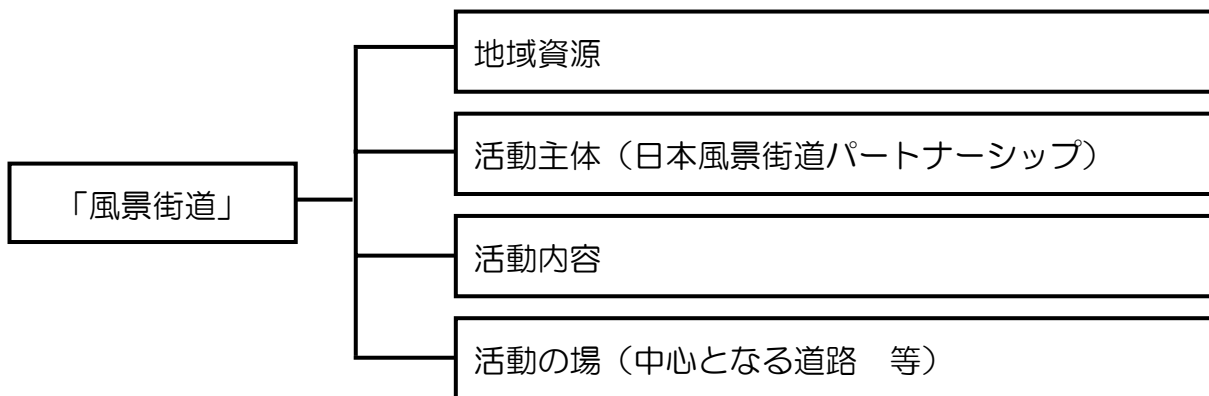 「風景街道」
地域資源
活動主体（日本風景街道パートナーシップ）
活動内容
活動の場（中心となる道路　等）